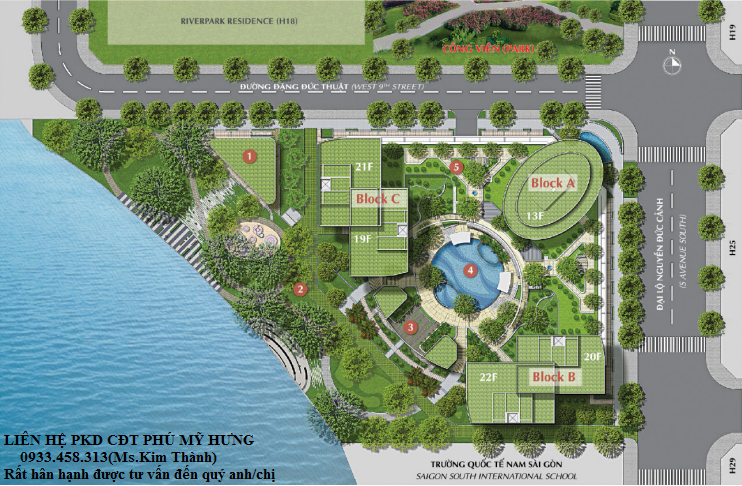 RIVERPARK RESIDENCE (H18)
CÔNG VIÊN (PARK)
H19
N
ĐƯỜNG ĐẶNG ĐỨC THUẬT (WEST 9TH STREET)
1
21F
5
Block A
Block C
13F
19F
ĐẠI LỘ NGUYỄN ĐỨC CẢNH
(S AVENUE SOUTH)
H25
4
2
3
20F
22F
Block B
LIÊN HỆ PKD CĐT PHÚ MỸ HƯNG
0933.458.313(Ms.Kim Thành)
Rất hân hạnh được tư vấn đến quý anh/chị
TRƯỜNG QUỐC TẾ NAM SÀI GÒN
SAIGON SOUTH INTERNATIONAL SCHOOL
H29